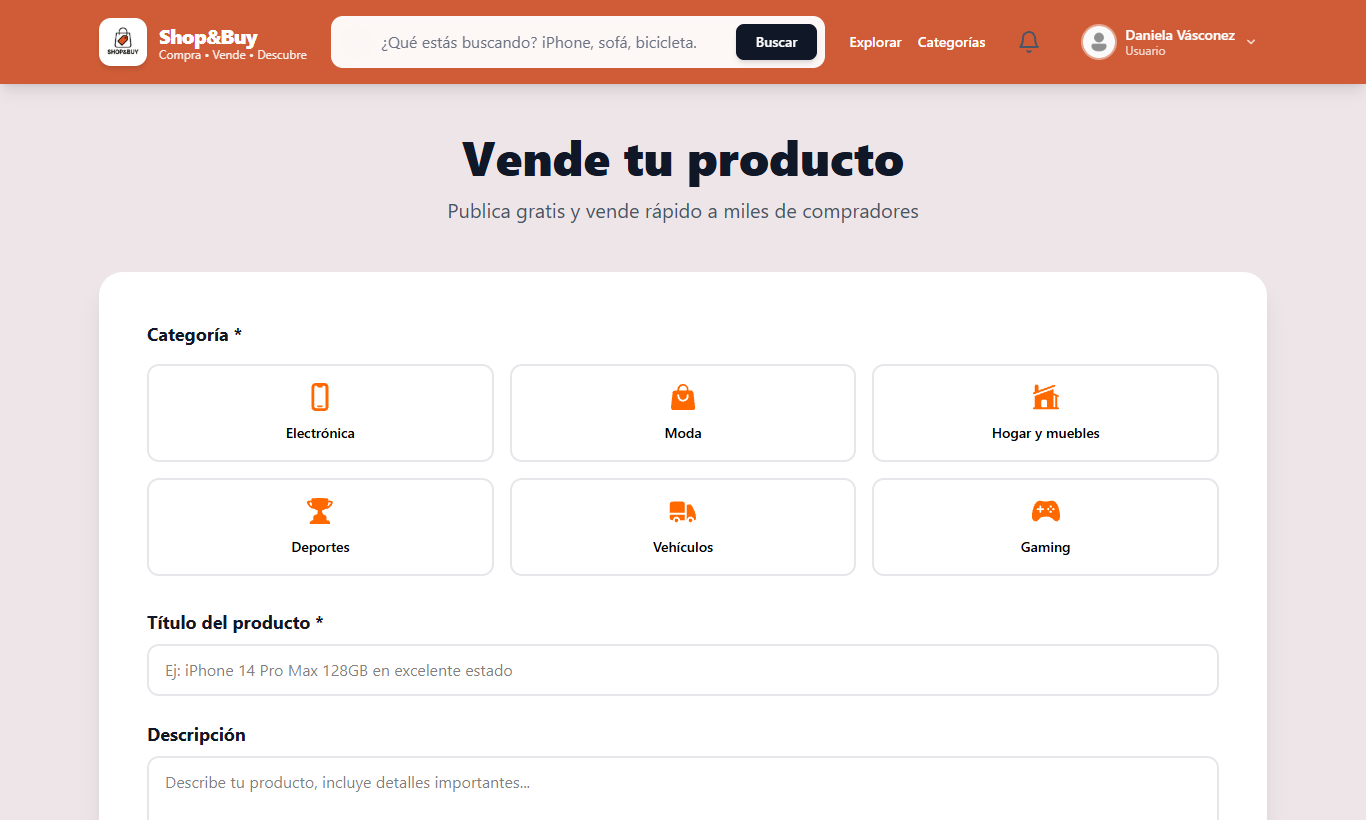 SHOP&BUY
Shop&Buy
Compra • Vende • Descubre
¿Qué estás buscando? iPhone, sofá, bicicleta.
Buscar
Explorar
Categorías
Daniela Vásconez
Usuario
Vende tu producto
Publica gratis y vende rápido a miles de compradores
Categoría *
Electrónica
Moda
Hogar y muebles
Deportes
Vehículos
Gaming
Título del producto *
Ej: iPhone 14 Pro Max 128GB en excelente estado
Descripción
Describe tu producto, incluye detalles importantes...